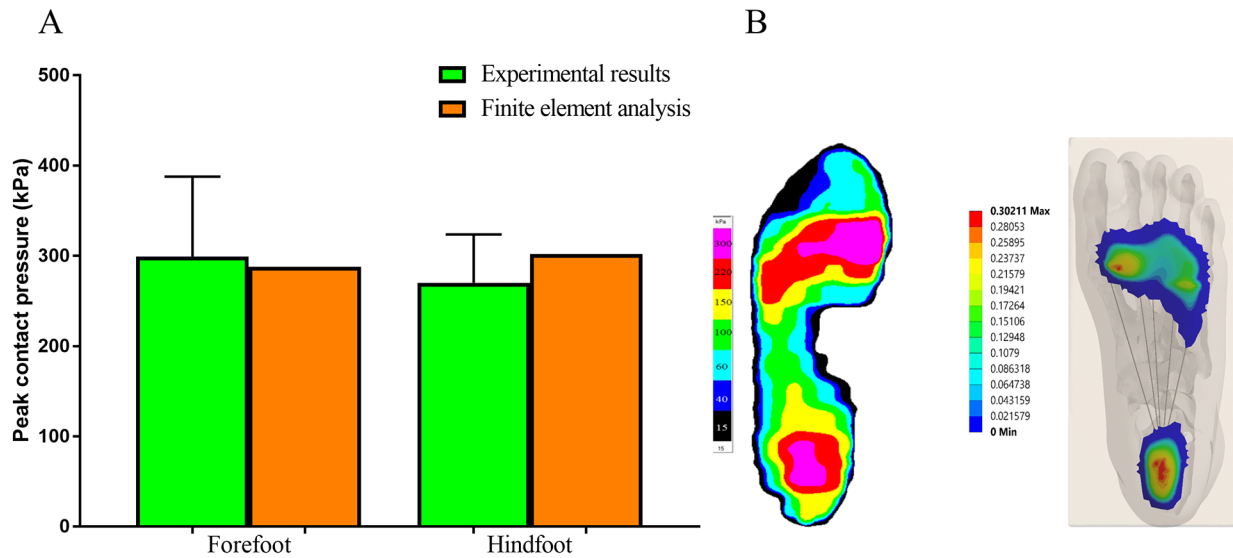 A
B
Experimental results
Finite element analysis
Peak contact pressure (kPa)
500
400
300
200
100
0
Forefoot
Hindfoot
kPa
300
220
150
100
60
40
15
15
0.30211 Max
0.28053
0.25895
0.23737
0.21579
0.19421
0.17264
0.15106
0.12948
0.1079
0.086318
0.064738
0.043159
0.021579
0 Min